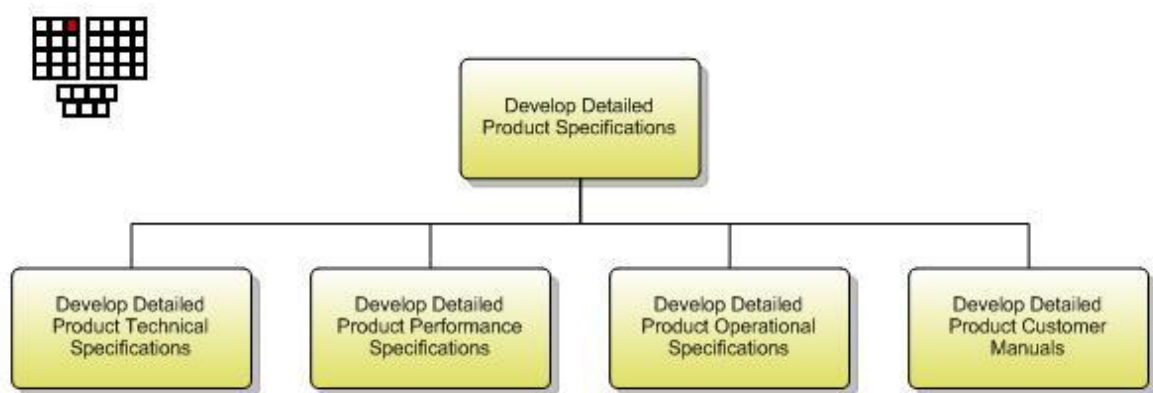 Develop Detailed
Product Specifications
Develop Detailed
Product Technical
Specifications
Develop Detailed
Product Performance
Specifications
Develop Detailed
Product Operational
Specifications
Develop Detailed
Product Customer
Manuals